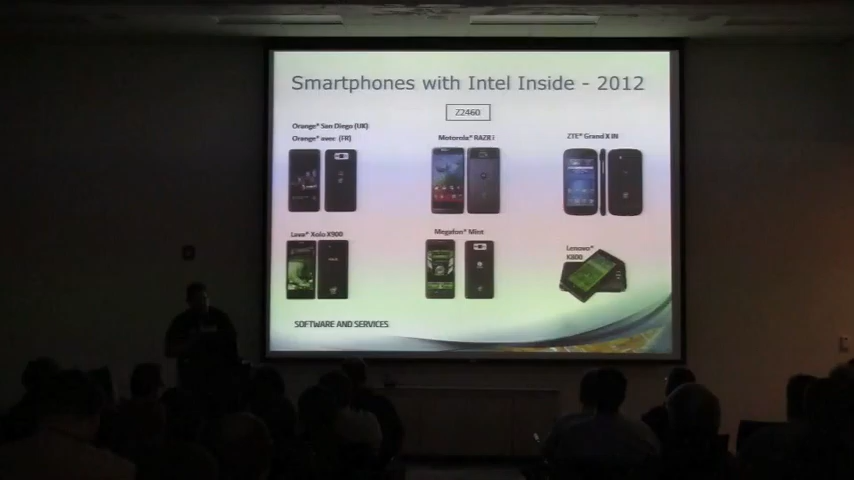 Smartphones with Intel Inside - 2012
Z2460
Orange® San Diego (UK)
Orange® avec (FR)
Motorola® RAZR i
ZTE® Grand X IN
Lava® Xolo X900
Megafon® Mint
Lenovo®
K800
SOFTWARE AND SERVICES